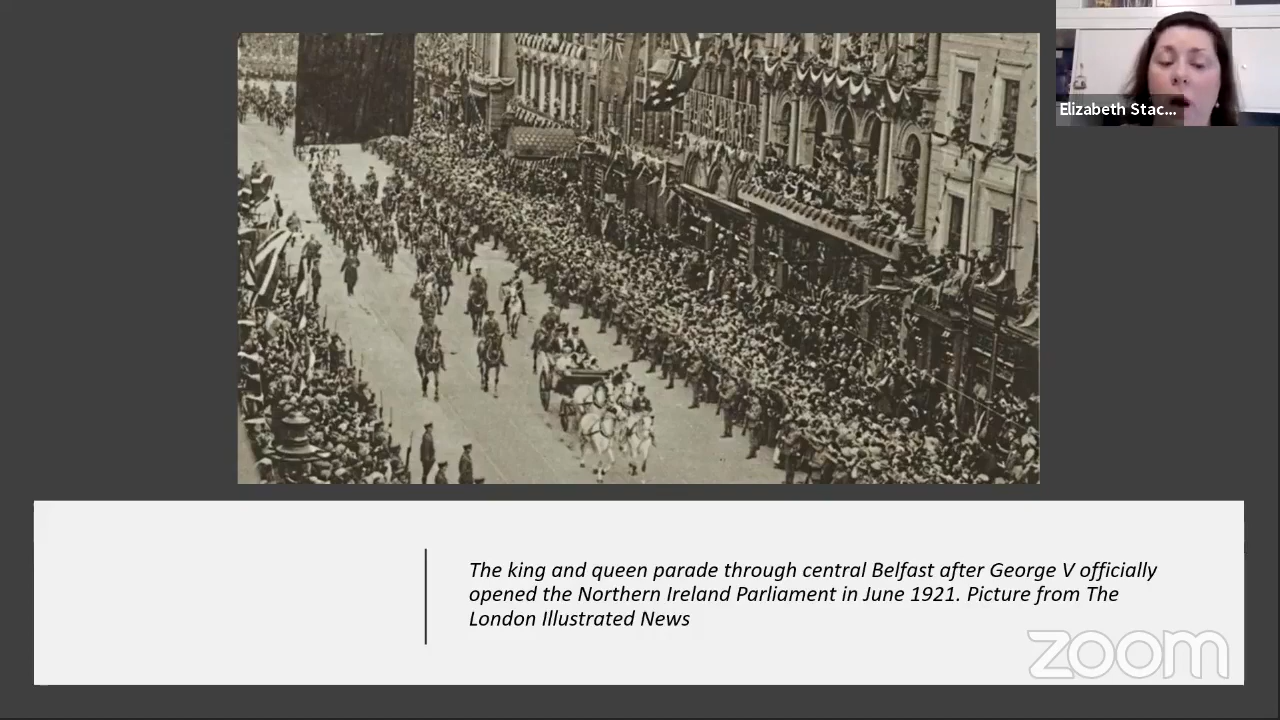 Elizabeth Stac...
The king and queen parade through central Belfast after George V officially
opened the Northern Ireland Parliament in June 1921. Picture from The
London Illustrated News
zoom